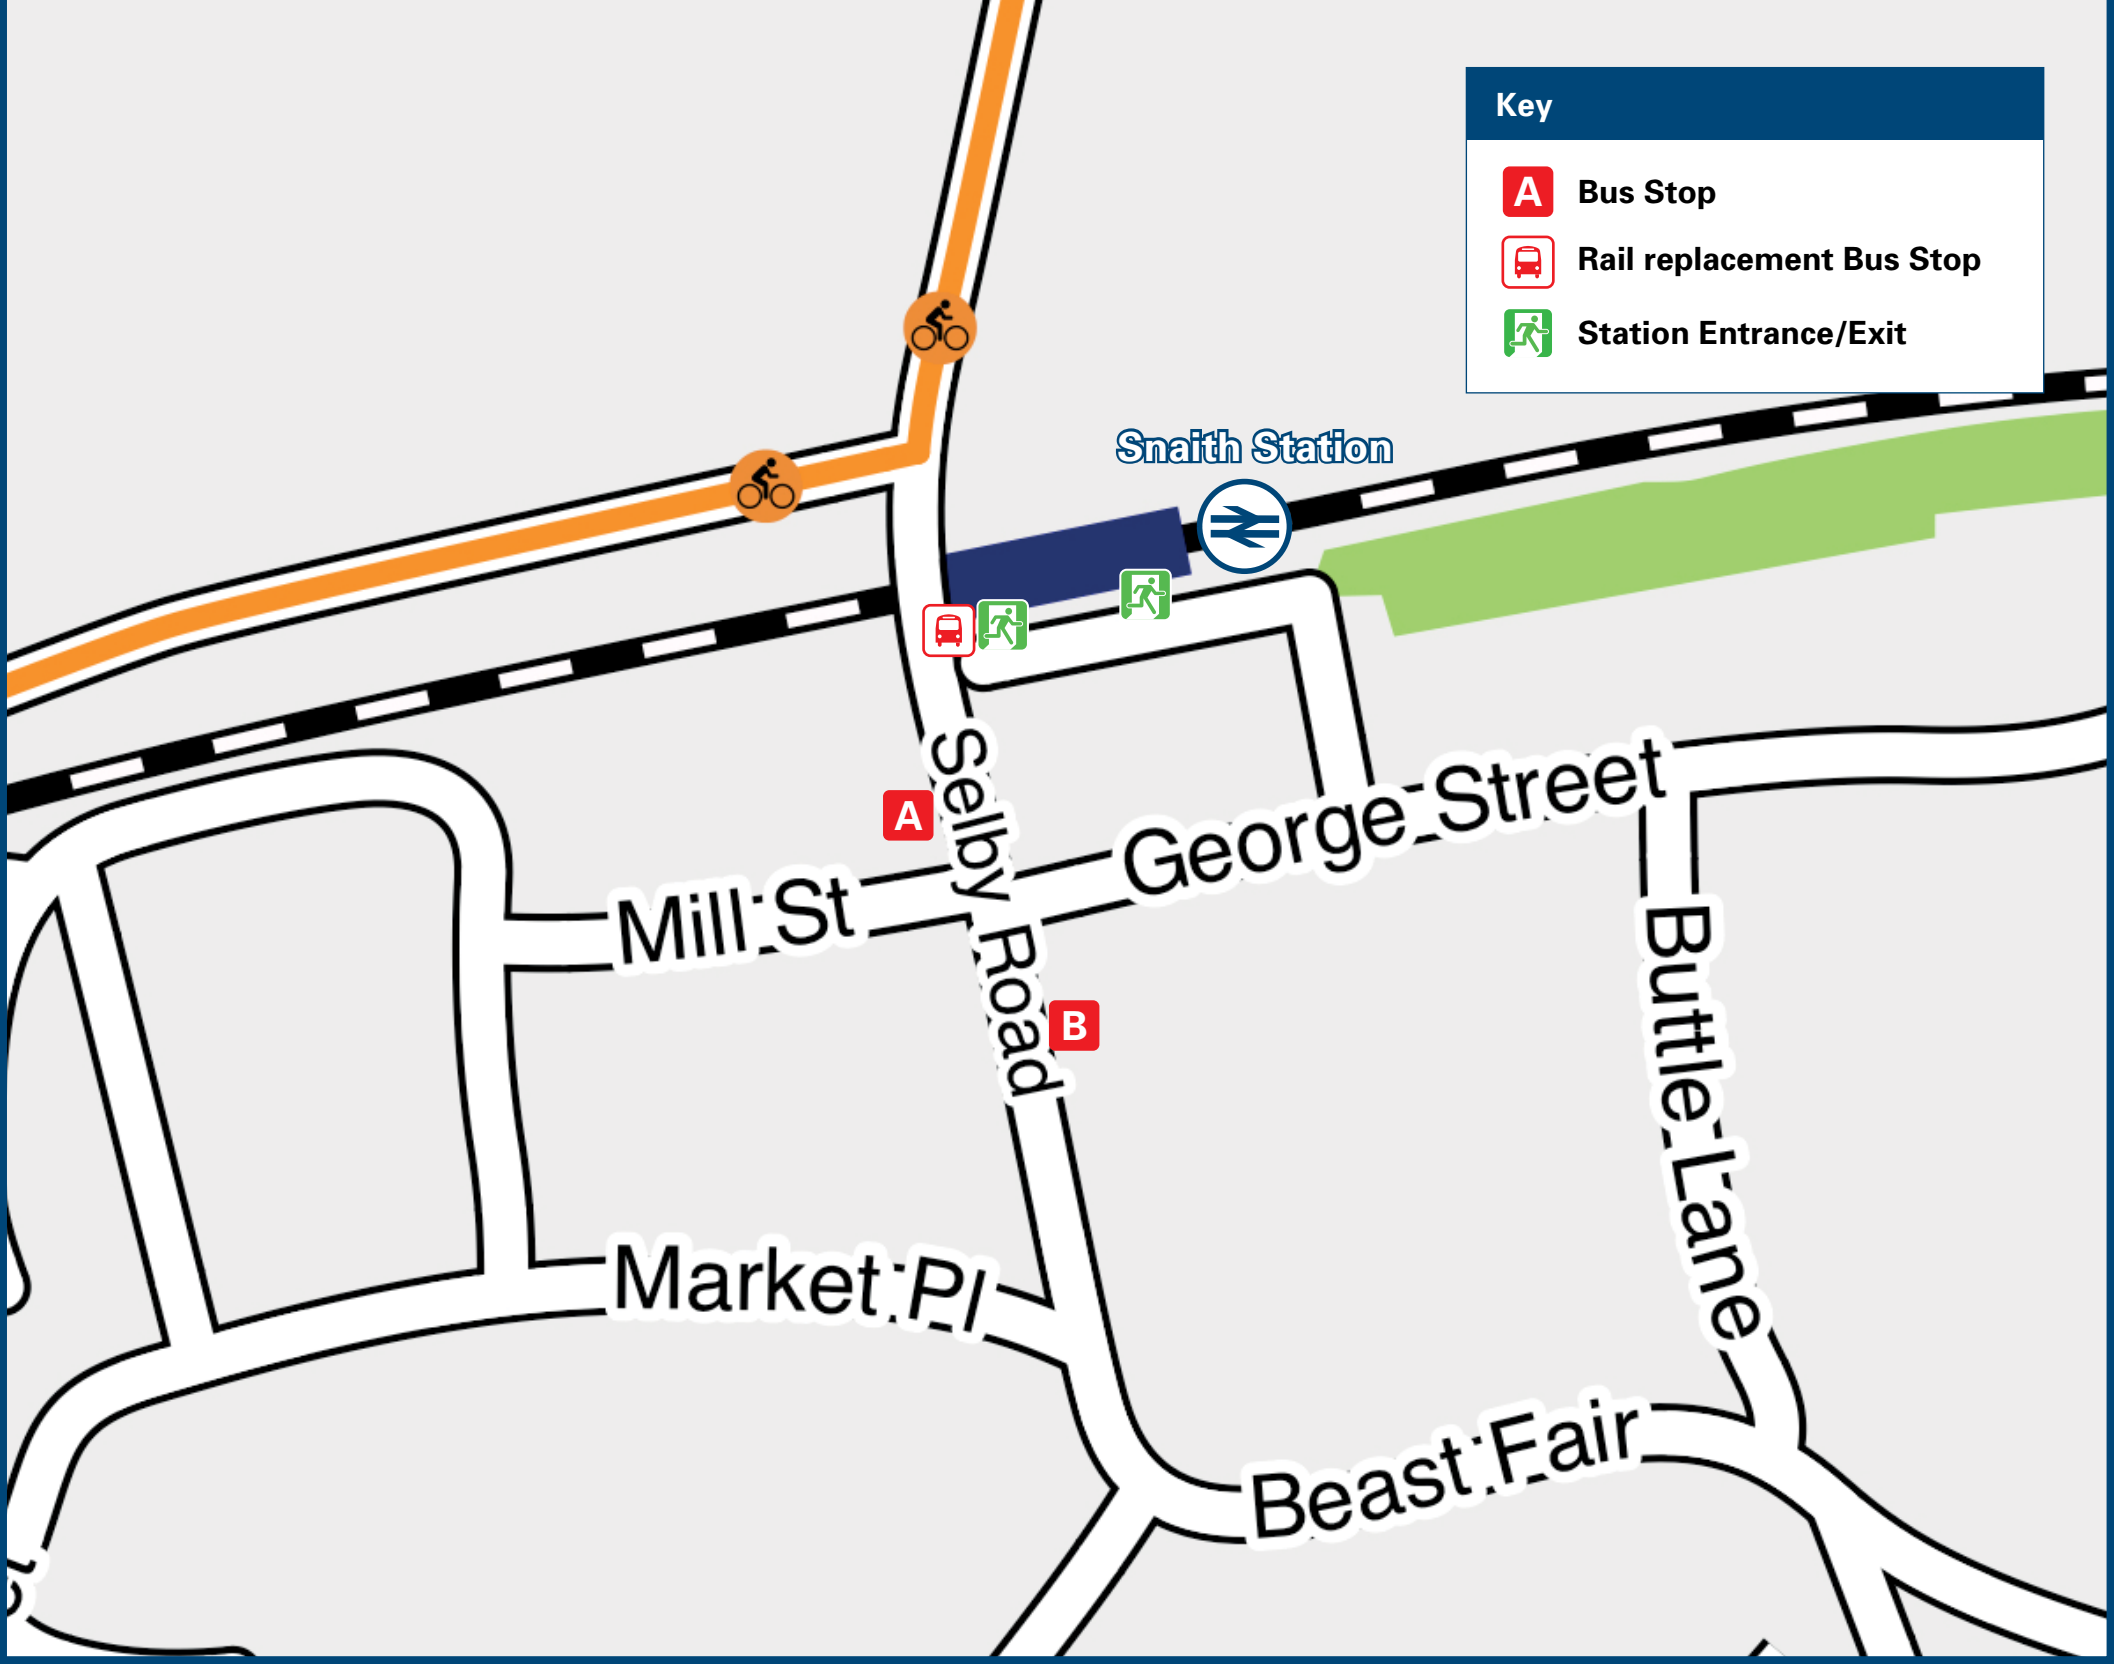 Key
A
Bus Stop
Rail replacement Bus Stop
Station Entrance/Exit
Snaith Station
Selby Road
A
George Street
Mill St
B
Buttle Lane
Market Pl
Beast Fair